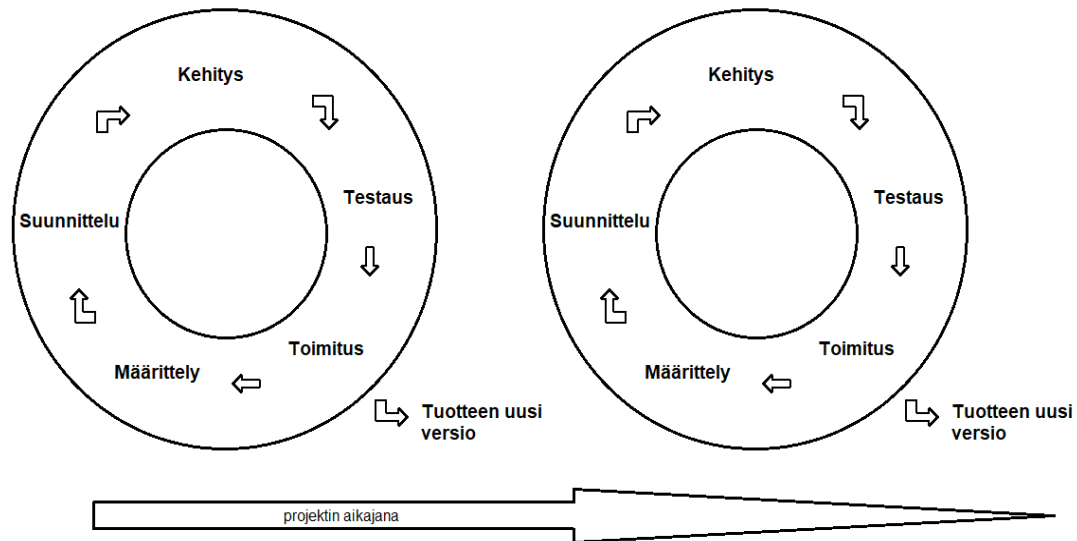 Kehitys
Testaus
Suunnittelu
Toimitus
Määrittely
Tuotteen uusi
versio
Kehitys
Testaus
Suunnittelu
Toimitus
Määrittely
Tuotteen uusi
versio
projektin aikajana